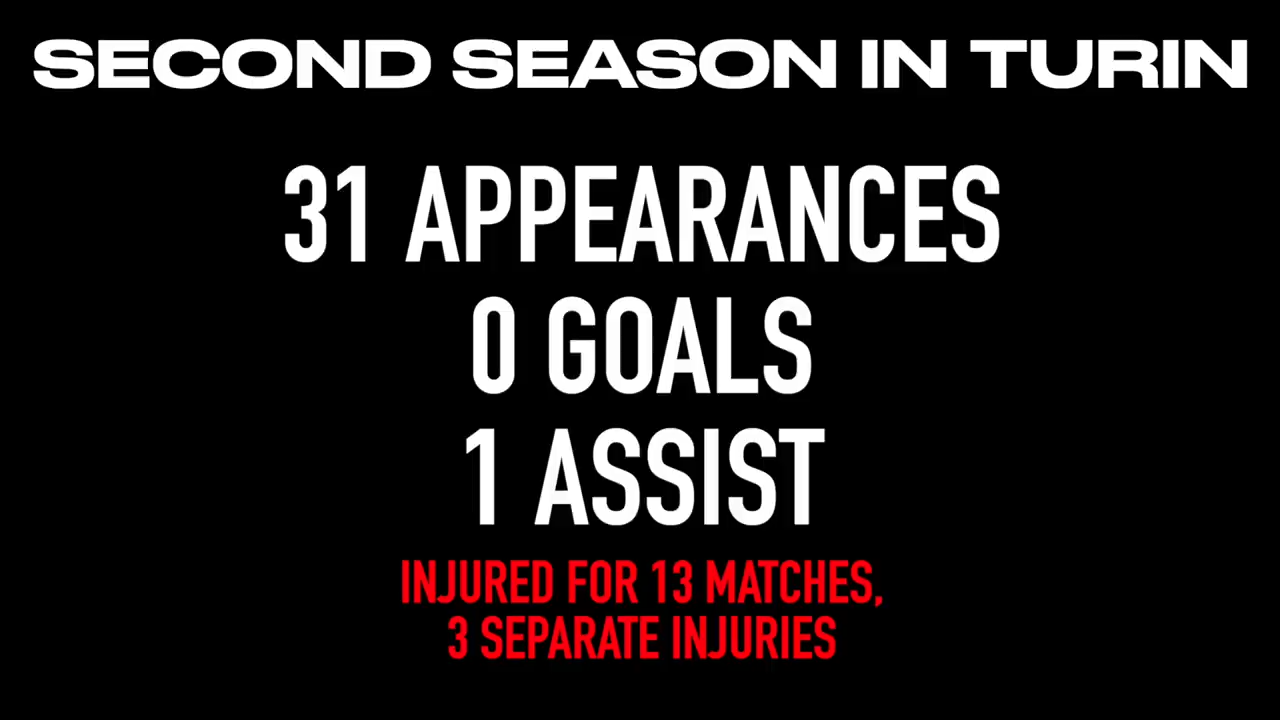 SECOND SEASON IN TURIN
31 APPEARANCES
0 GOALS
1 ASSIST
INJURED FOR 13 MATCHES,
3 SEPARATE INJURIES